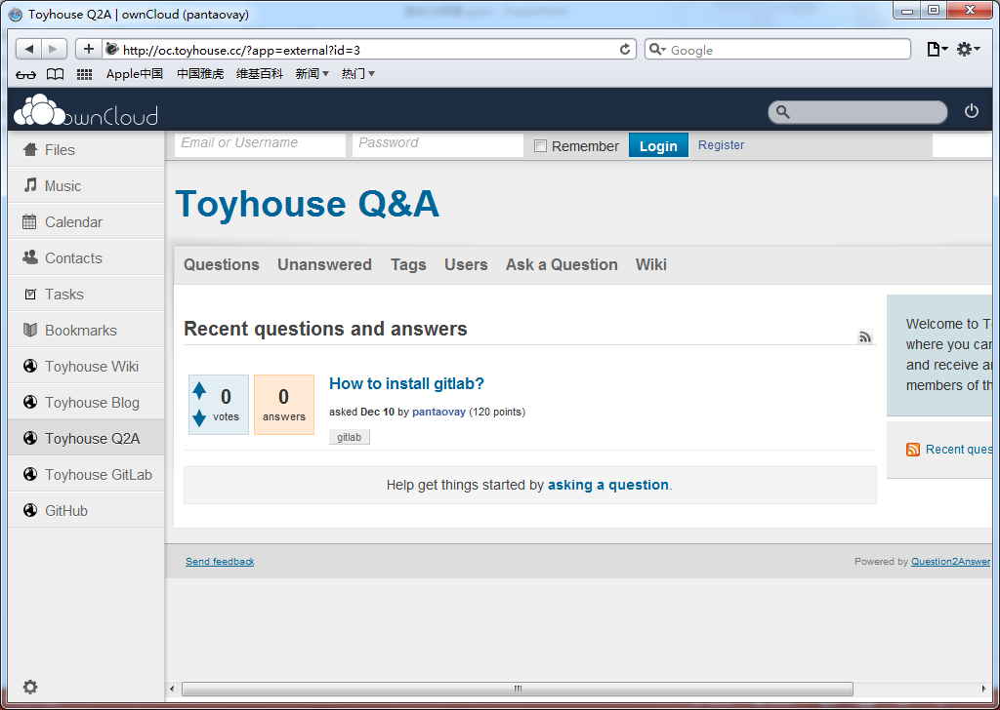 Toyhouse Q2A | ownCloud (pantaovay)
http://oc.toyhouse.cc/?app=external?id=3
Google
Apple中国 中国雅虎 维基百科 新闻 热门
ownCloud
Files
Music
Calendar
Contacts
Tasks
Bookmarks
Toyhouse Wiki
Toyhouse Blog
Toyhouse Q2A
Toyhouse GitLab
GitHub
Email or Username Password Remember Login Register
Toyhouse Q&A
Questions Unanswered Tags Users Ask a Question Wiki
Recent questions and answers
0 votes
0 answers
How to install gitlab?
asked Dec 10 by pantaovay (120 points)
gitlab
Help get things started by asking a question.
Welcome to T
where you can
and receive a
members of th
Recent ques
Send feedback
Powered by Question2Answer